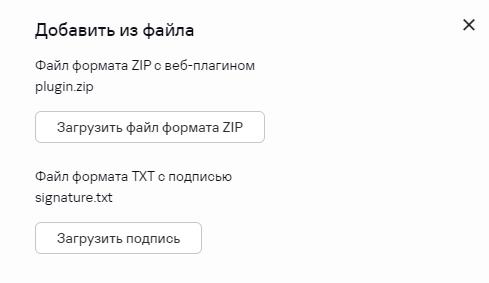 Добавить из файла
Файл формата ZIP с веб-плагином
plugin.zip
Загрузить файл формата ZIP
Файл формата TXT с подписью
signature.txt
Загрузить подпись